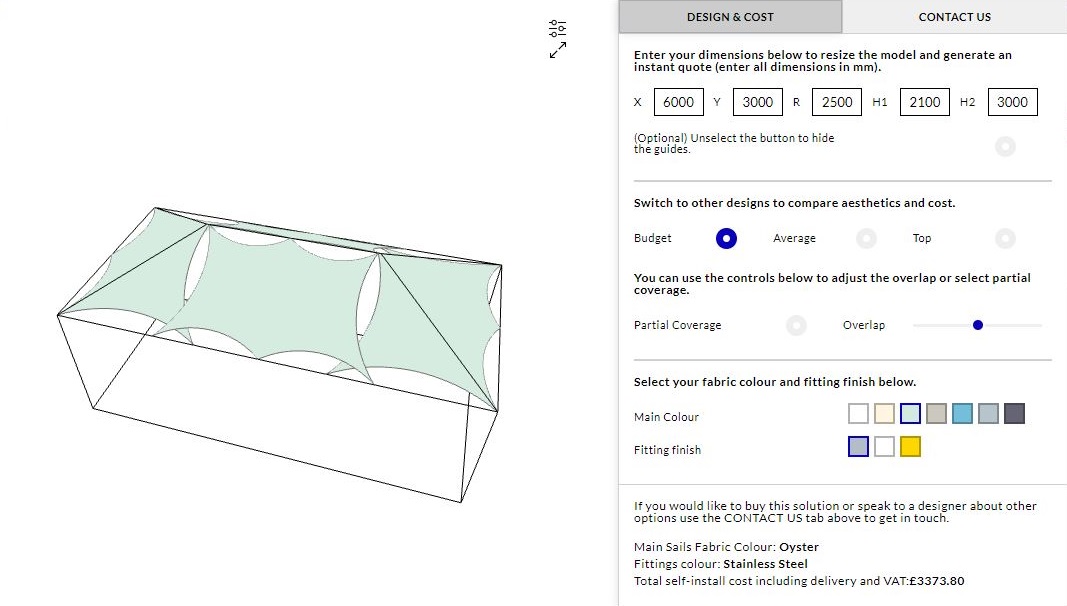 DESIGN & COST
CONTACT US
Enter your dimensions below to resize the model and generate an
instant quote (enter all dimensions in mm).
X 6000 Y 3000 R 2500 H1 2100 H2 3000
(Optional) Unselect the button to hide
the guides.
Switch to other designs to compare aesthetics and cost.
Budget Average Top
You can use the controls below to adjust the overlap or select partial
coverage.
Partial Coverage Overlap
Select your fabric colour and fitting finish below.
Main Colour
Fitting finish
If you would like to buy this solution or speak to a designer about other
options use the CONTACT US tab above to get in touch.
Main Sails Fabric Colour: Oyster
Fittings colour: Stainless Steel
Total self-install cost including delivery and VAT:£3373.80